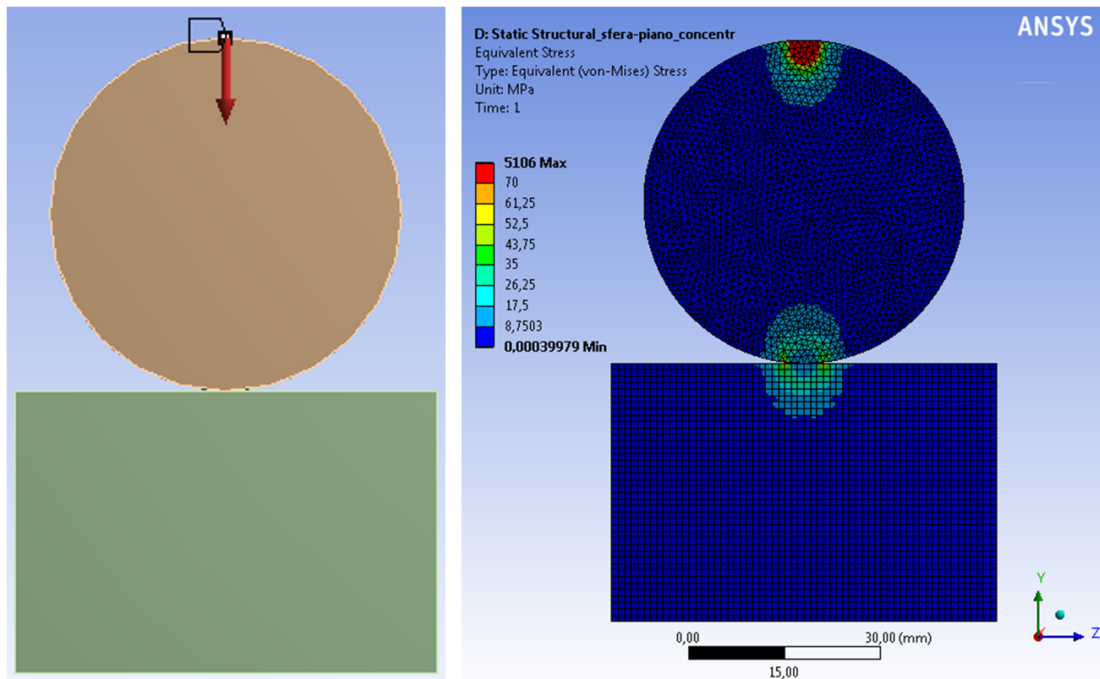 D: Static Structural_sfera-piano_concentr
Equivalent Stress
Type: Equivalent (von-Mises) Stress
Unit: MPa
Time: 1
ANSYS
5106 Max
70
61,25
52,5
43,75
35
26,25
17,5
8,7503
0,00039979 Min
0,00
30,00 (mm)
15,00
Y
X
Z